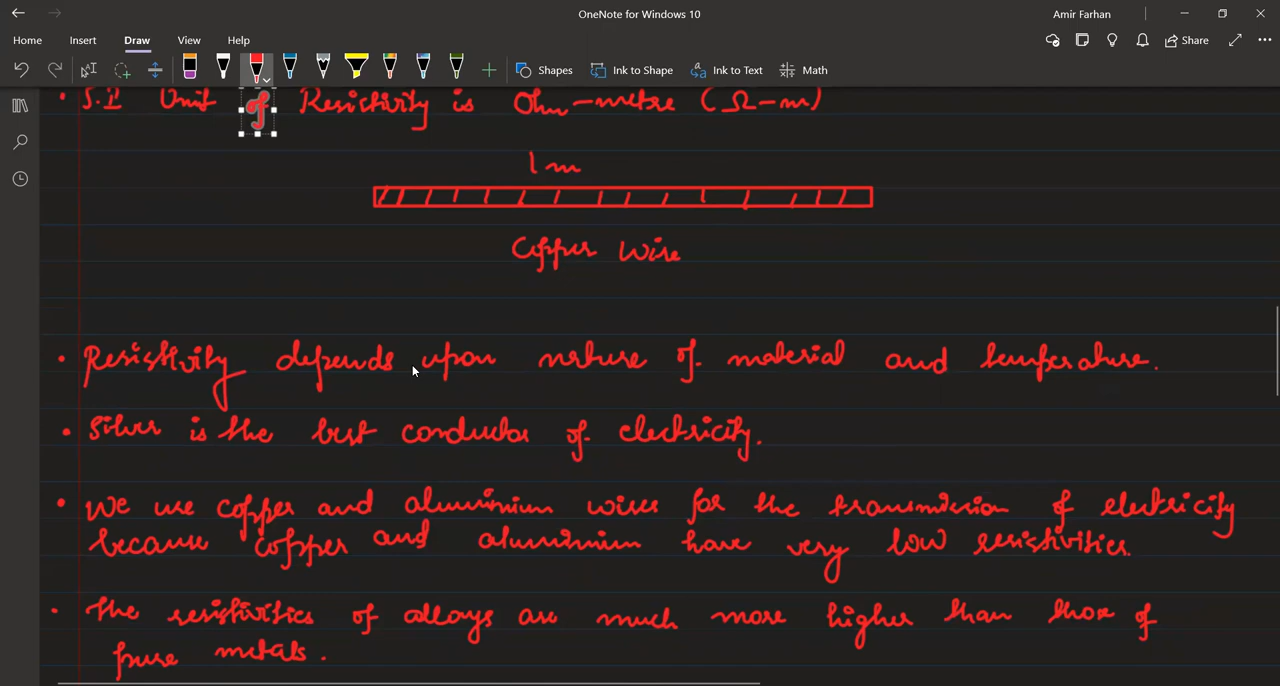 OneNote for Windows 10
Amir Farhan
Home Insert Draw View Help
Share
Shapes Ink to Shape Ink to Text Math
• S.I Unit of Resistivity is Ohm-metre (Ω-m)
1 m
Copper Wire
• Resistivity depends upon nature of material and temperature.
• Silver is the best conductor of electricity.
• We use copper and aluminium wires for the transmission of electricity
because copper and aluminium have very low resistivities.
• The resistivities of alloys are much more higher than those of
pure metals.